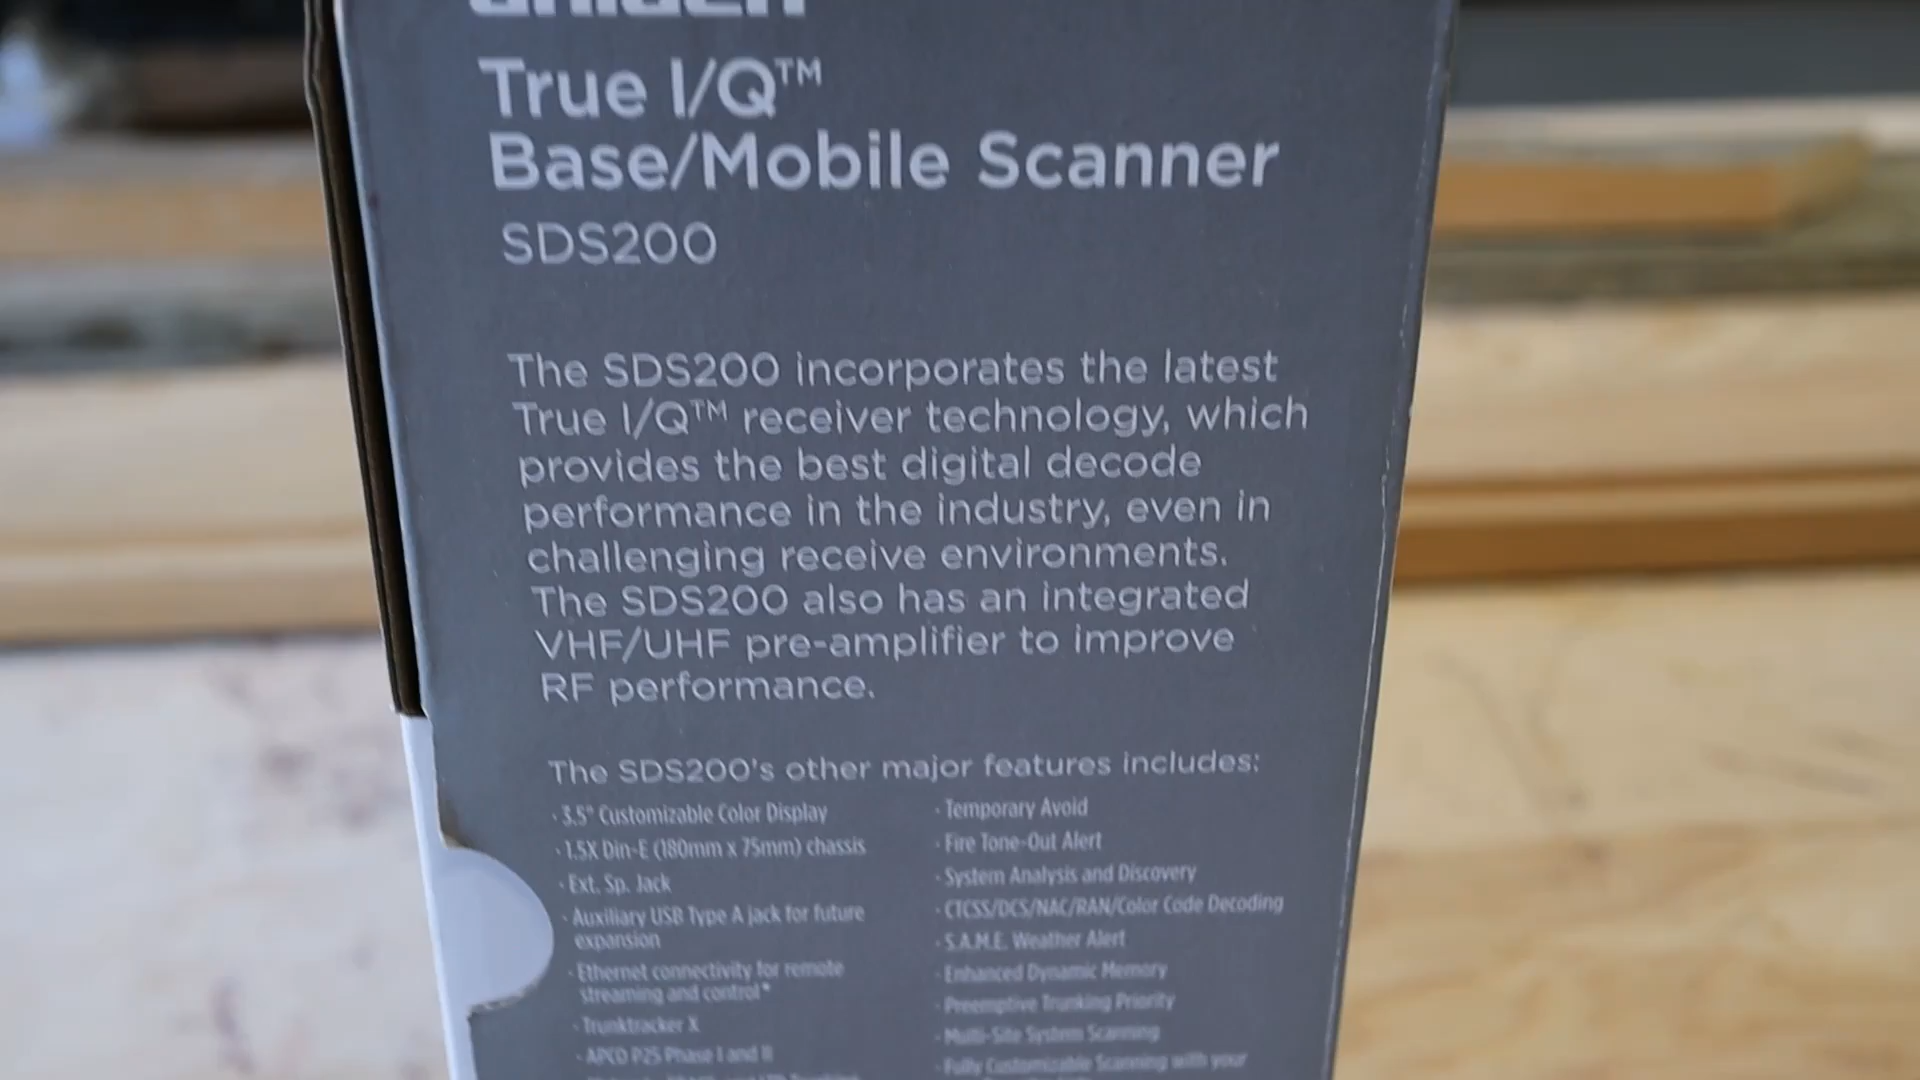 True I/Q™
Base/Mobile Scanner
SDS200
The SDS200 incorporates the latest
True I/Q™ receiver technology, which
provides the best digital decode
performance in the industry, even in
challenging receive environments.
The SDS200 also has an integrated
VHF/UHF pre-amplifier to improve
RF performance.
The SDS200's other major features includes:
· 3.5" Customizable Color Display
· 1.5X Din-E (180mm x 75mm) chassis
· Ext. Sp. Jack
· Auxiliary USB Type A jack for future
expansion
· Ethernet connectivity for remote
streaming and control*
· Trunktracker X
· APCO P25 Phase I and II
· Temporary Avoid
· Fire Tone-Out Alert
· System Analysis and Discovery
· CTCSS/DCS/NAC/RAN/Color Code Decoding
· S.A.M.E. Weather Alert
· Enhanced Dynamic Memory
· Preemptive Trunking Priority
· Multi-Site System Scanning
· Fully Customizable Scanning with your